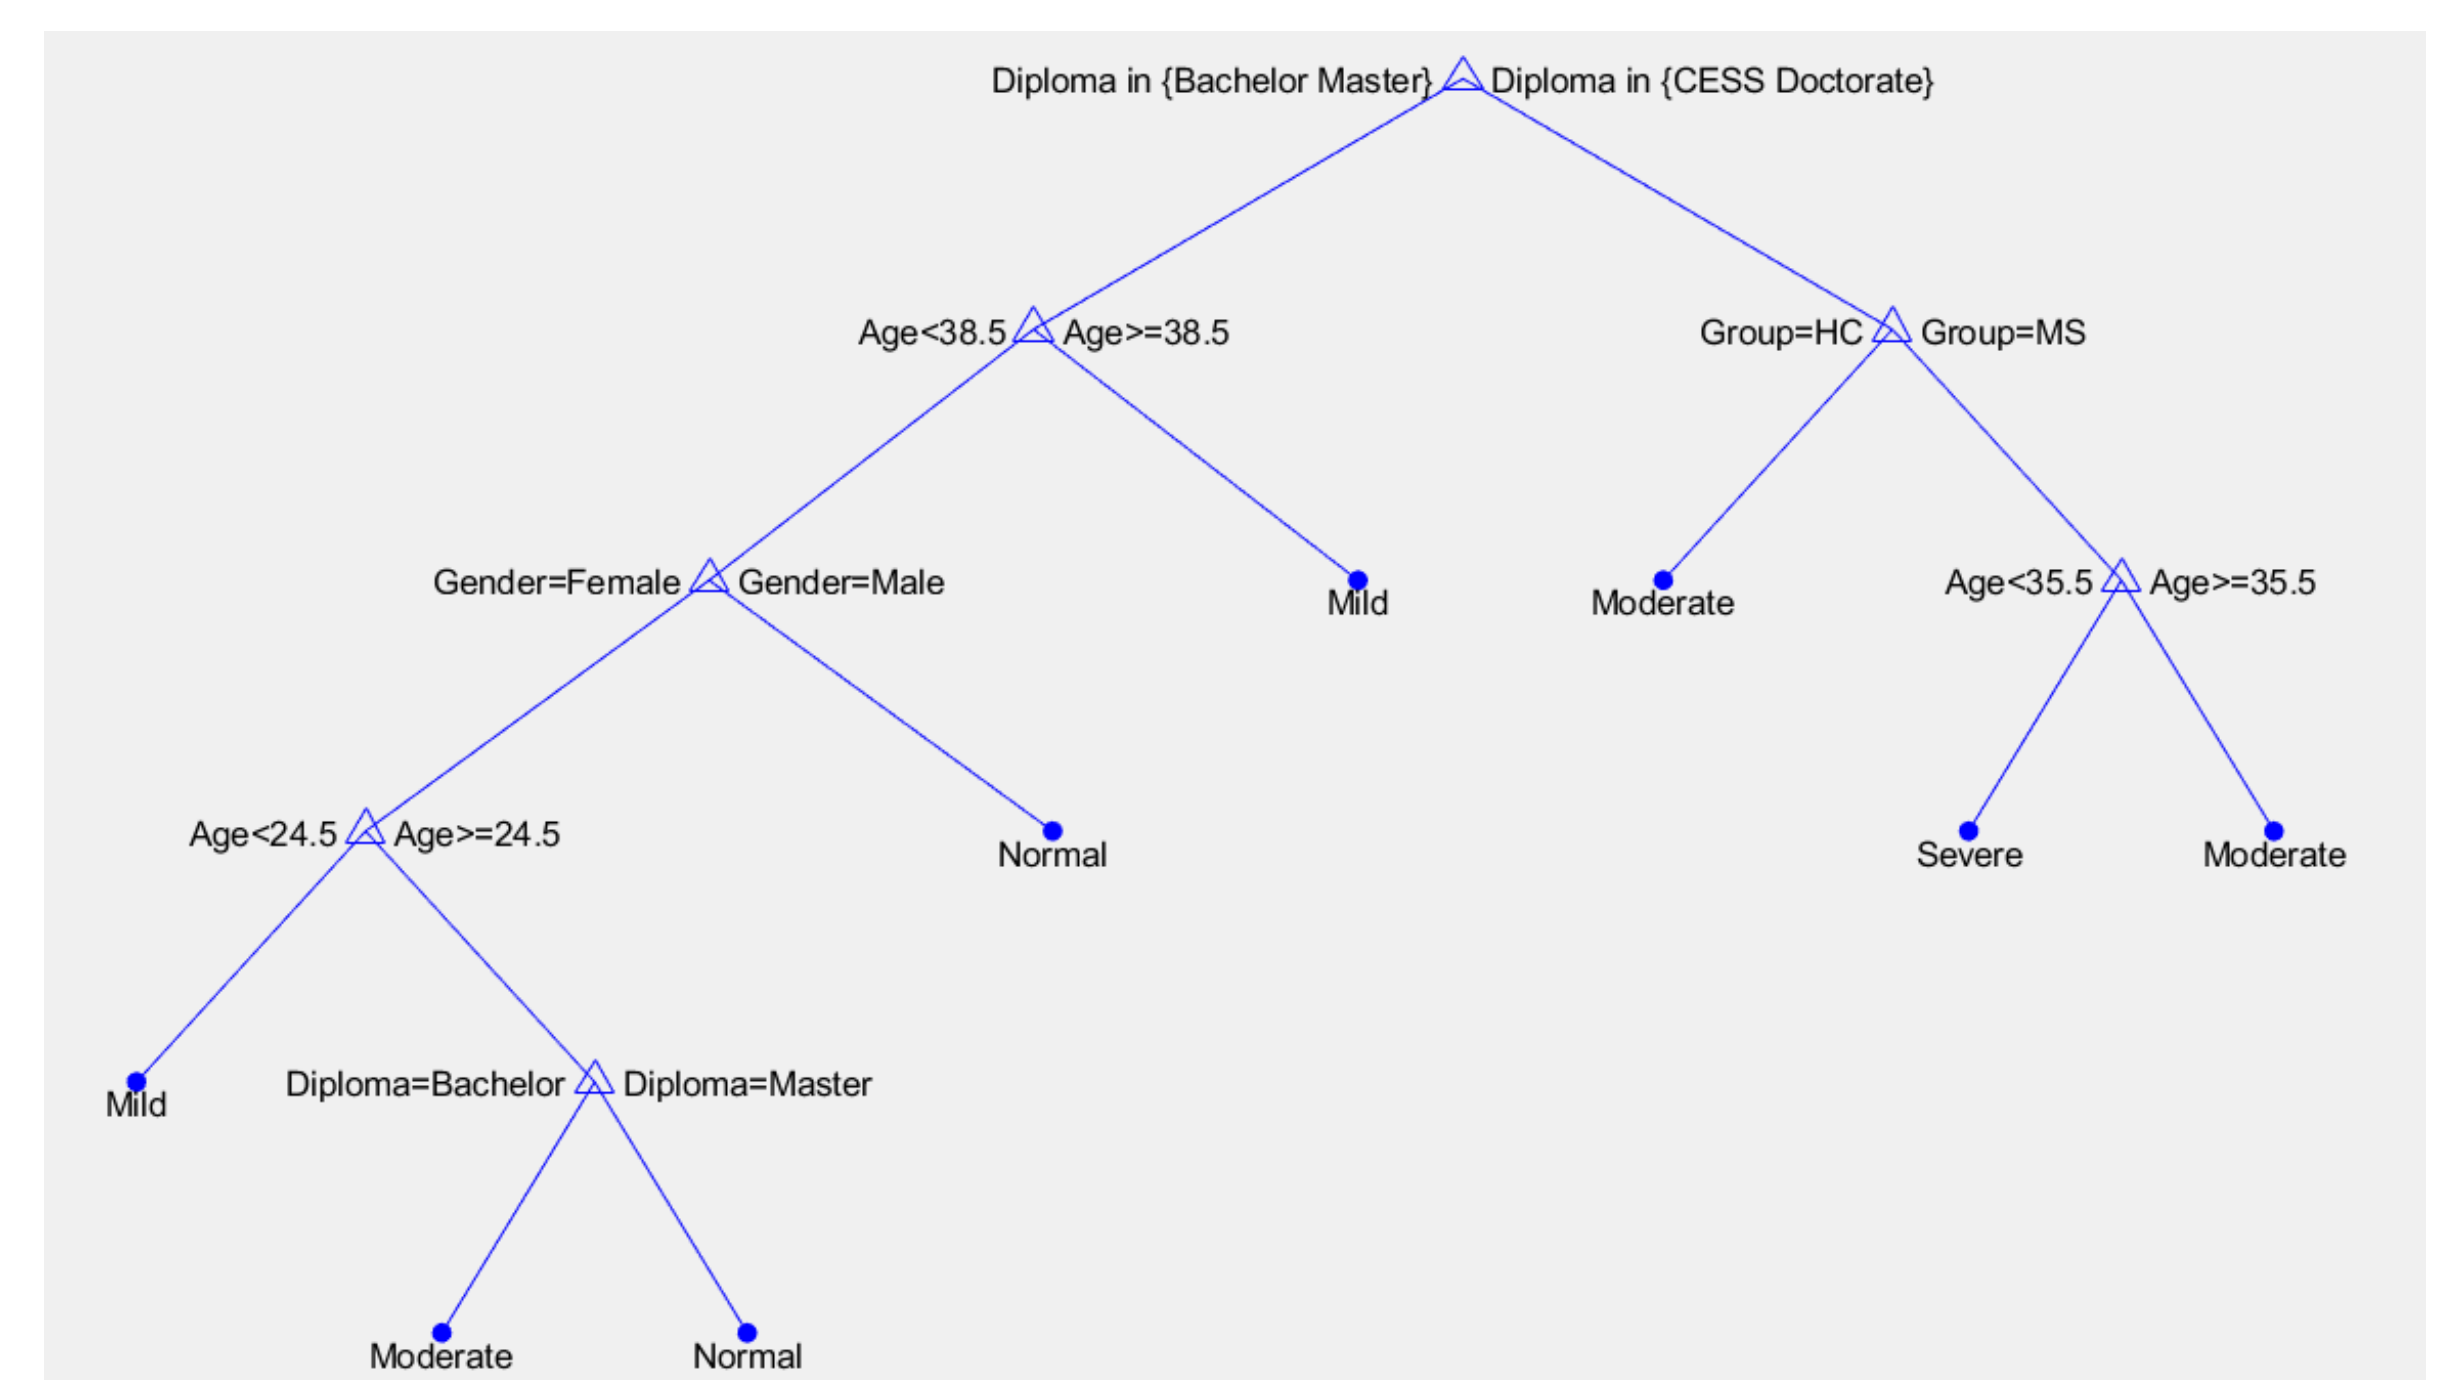 Diploma in {Bachelor Master} Diploma in {CESS Doctorate}
Age<38.5 Age>=38.5 Group=HC Group=MS
Gender=Female Gender=Male Mild Moderate Age<35.5 Age>=35.5
Age<24.5 Age>=24.5 Normal Severe Moderate
Mild Diploma=Bachelor Diploma=Master
Moderate Normal